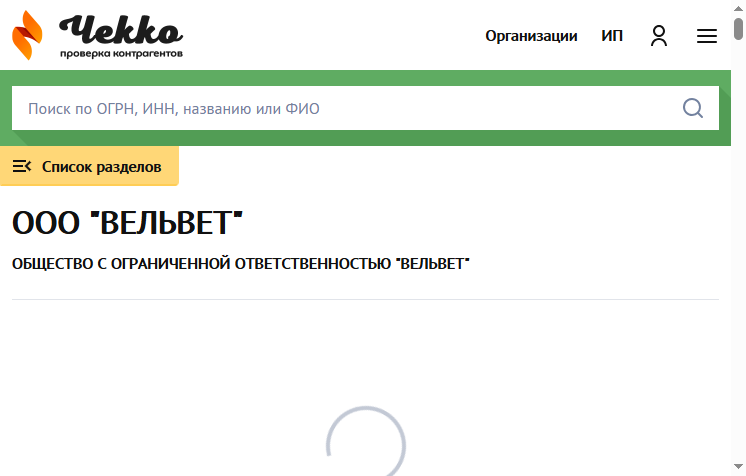 Чекко
проверка контрагентов
Организации ИП
Поиск по ОГРН, ИНН, названию или ФИО
Список разделов
ООО "ВЕЛЬВЕТ"
ОБЩЕСТВО С ОГРАНИЧЕННОЙ ОТВЕТСТВЕННОСТЬЮ "ВЕЛЬВЕТ"